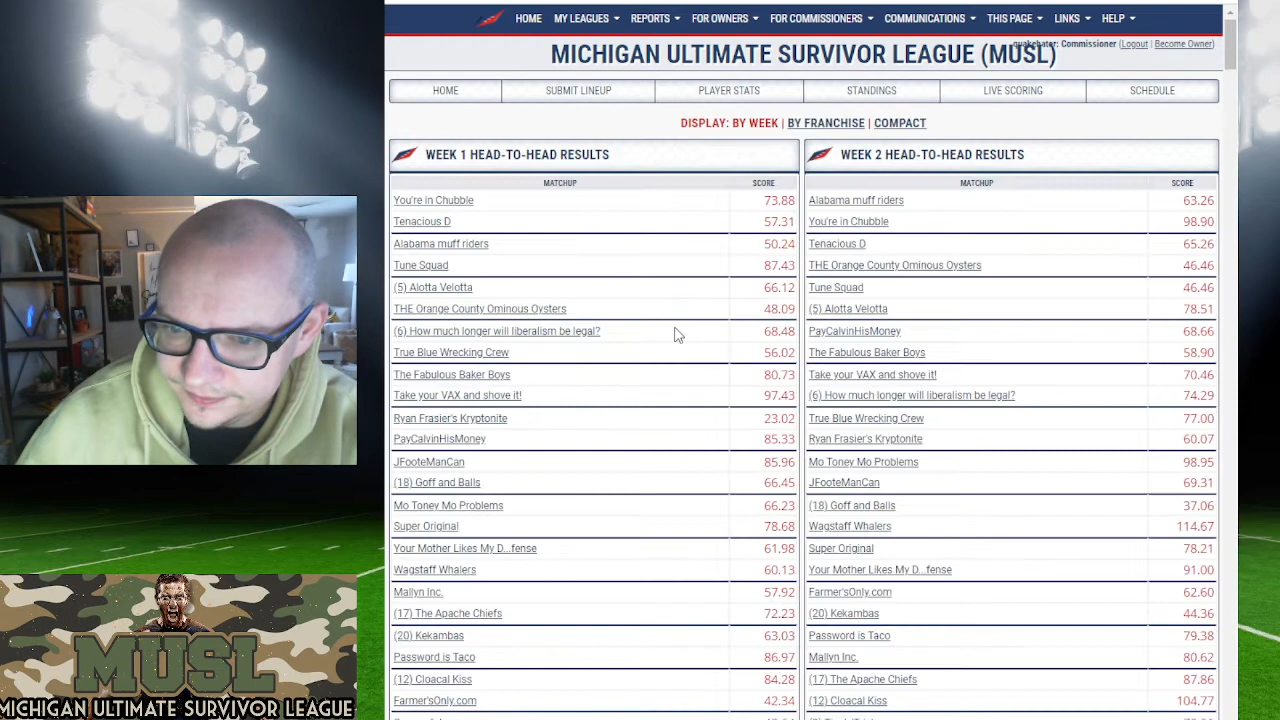 HOME MY LEAGUES REPORTS FOR OWNERS FOR COMMISSIONERS COMMUNICATIONS THIS PAGE LINKS HELP
quakehater: Commissioner (Logout | Become Owner)
MICHIGAN ULTIMATE SURVIVOR LEAGUE (MUSL)
HOME SUBMIT LINEUP PLAYER STATS STANDINGS LIVE SCORING SCHEDULE
DISPLAY: BY WEEK | BY FRANCHISE | COMPACT
WEEK 1 HEAD-TO-HEAD RESULTS
MATCHUP SCORE
You're in Chubble 73.88
Tenacious D 57.31
Alabama muff riders 50.24
Tune Squad 87.43
(5) Alotta Velotta 66.12
THE Orange County Ominous Oysters 48.09
(6) How much longer will liberalism be legal? 68.48
True Blue Wrecking Crew 56.02
The Fabulous Baker Boys 80.73
Take your VAX and shove it! 97.43
Ryan Frasier's Kryptonite 23.02
PayCalvinHisMoney 85.33
JFooteManCan 85.96
(18) Goff and Balls 66.45
Mo Toney Mo Problems 66.23
Super Original 78.68
Your Mother Likes My D...fense 61.98
Wagstaff Whalers 60.13
Mallyn Inc. 57.92
(17) The Apache Chiefs 72.23
(20) Kekambas 63.03
Password is Taco 86.97
(12) Cloacal Kiss 84.28
Farmer'sOnly.com 42.34
WEEK 2 HEAD-TO-HEAD RESULTS
MATCHUP SCORE
Alabama muff riders 63.26
You're in Chubble 98.90
Tenacious D 65.26
THE Orange County Ominous Oysters 46.46
Tune Squad 46.46
(5) Alotta Velotta 78.51
PayCalvinHisMoney 68.66
The Fabulous Baker Boys 58.90
Take your VAX and shove it! 70.46
(6) How much longer will liberalism be legal? 74.29
True Blue Wrecking Crew 77.00
Ryan Frasier's Kryptonite 60.07
Mo Toney Mo Problems 98.95
JFooteManCan 69.31
(18) Goff and Balls 37.06
Wagstaff Whalers 114.67
Super Original 78.21
Your Mother Likes My D...fense 91.00
Farmer'sOnly.com 62.60
(20) Kekambas 44.36
Password is Taco 79.38
Mallyn Inc. 80.62
(17) The Apache Chiefs 87.86
(12) Cloacal Kiss 104.77
MUSL
MICHIGAN ULTIMATE SURVIVOR LEAGUE